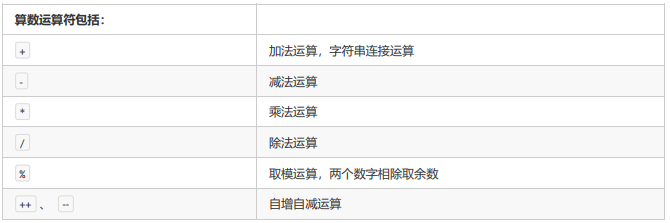 算数运算符包括：
+ 加法运算，字符串连接运算
- 减法运算
* 乘法运算
/ 除法运算
% 取模运算，两个数字相除取余数
++ 、 -- 自增自减运算